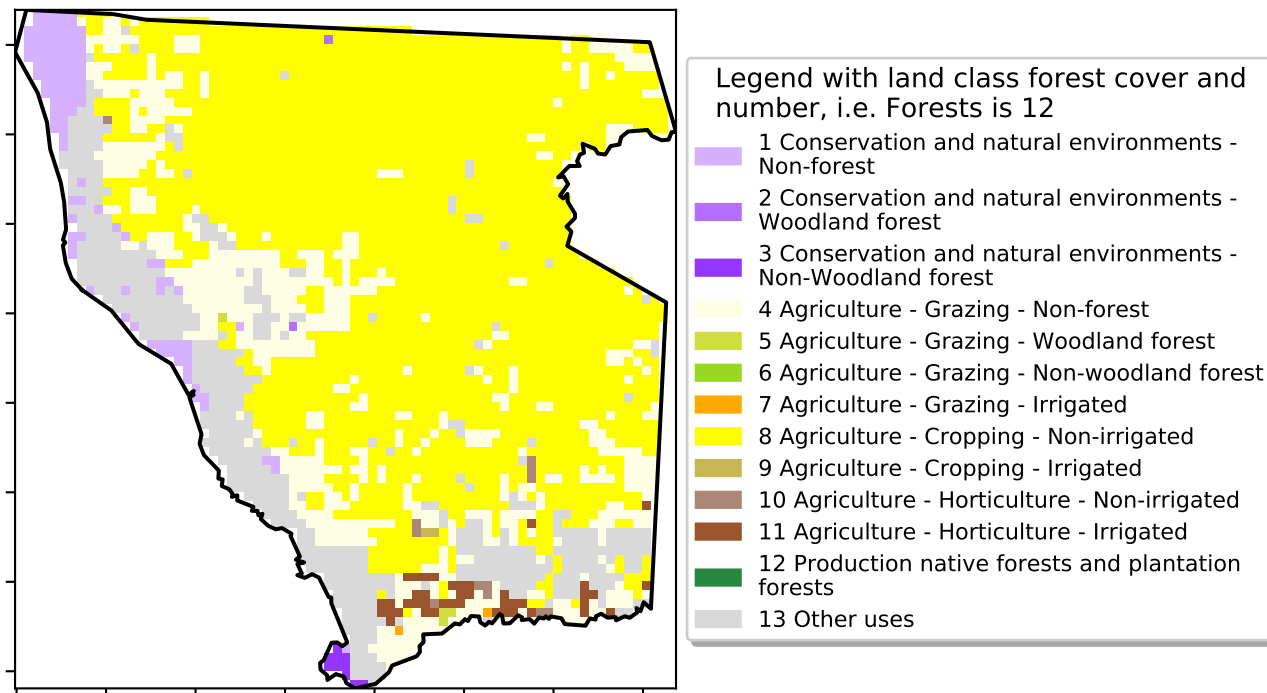 Legend with land class forest cover and
number, i.e. Forests is 12
1 Conservation and natural environments -
Non-forest
2 Conservation and natural environments -
Woodland forest
3 Conservation and natural environments -
Non-Woodland forest
4 Agriculture - Grazing - Non-forest
5 Agriculture - Grazing - Woodland forest
6 Agriculture - Grazing - Non-woodland forest
7 Agriculture - Grazing - Irrigated
8 Agriculture - Cropping - Non-irrigated
9 Agriculture - Cropping - Irrigated
10 Agriculture - Horticulture - Non-irrigated
11 Agriculture - Horticulture - Irrigated
12 Production native forests and plantation
forests
13 Other uses